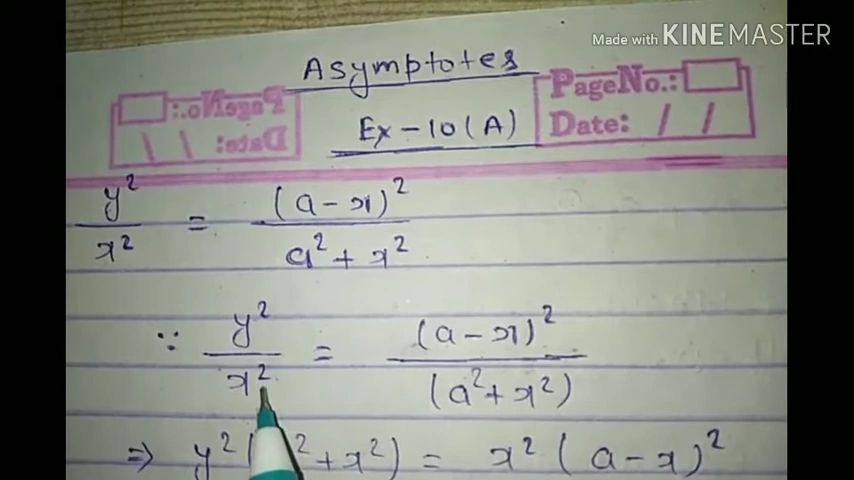 Made with KINEMASTER
Asymptotes
PageNo.:
Date: / /
Ex-10(A)
y²/x² = (a-x)²/a²+x²
∵ y²/x² = (a-x)²/(a²+x²)
⇒ y²( ² + x²) = x² (a-x)²